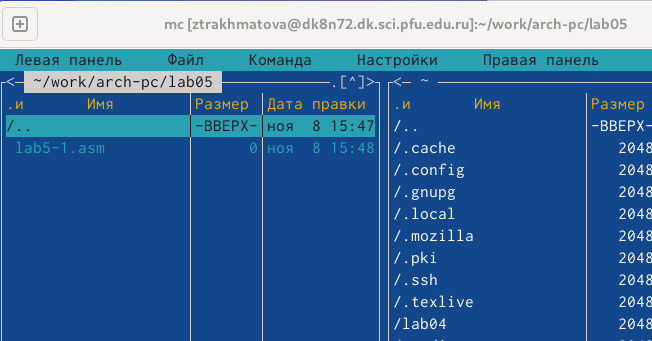 mc [ztrakhmatova@dk8n72.dk.sci.pfu.edu.ru]:~/work/arch-pc/lab05
Левая панель Файл Команда Настройки Правая панель
<— ~/work/arch-pc/lab05 .[^]>
.и Имя Размер Дата правки
/.. -ВВЕРХ- ноя 8 15:47
lab5-1.asm 0 ноя 8 15:48
<— ~
.и Имя Размер
/.. -ВВЕРХ-
/.cache 2048
/.config 2048
/.gnupg 2048
/.local 2048
/.mozilla 2048
/.pki 2048
/.ssh 2048
/.texlive 2048
/lab04 2048